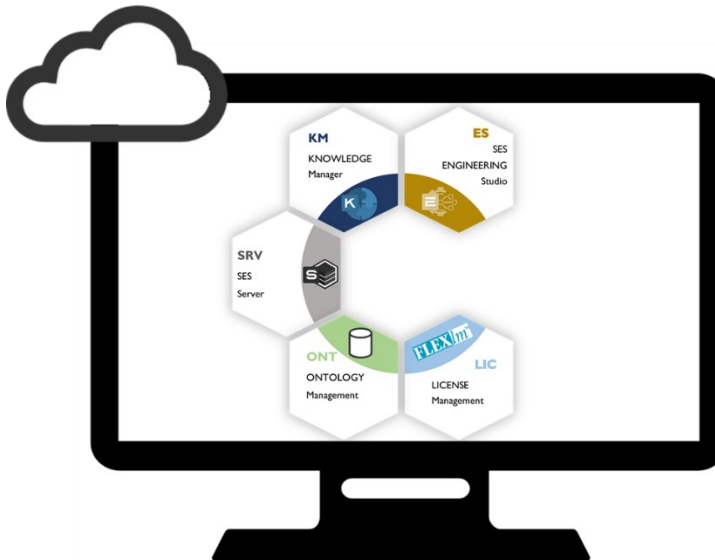 KM
KNOWLEDGE
Manager
K
ES
SES
ENGINEERING
Studio
E
SRV
SES
Server
S
ONT
ONTOLOGY
Management
FLEXlm
LIC
LICENSE
Management